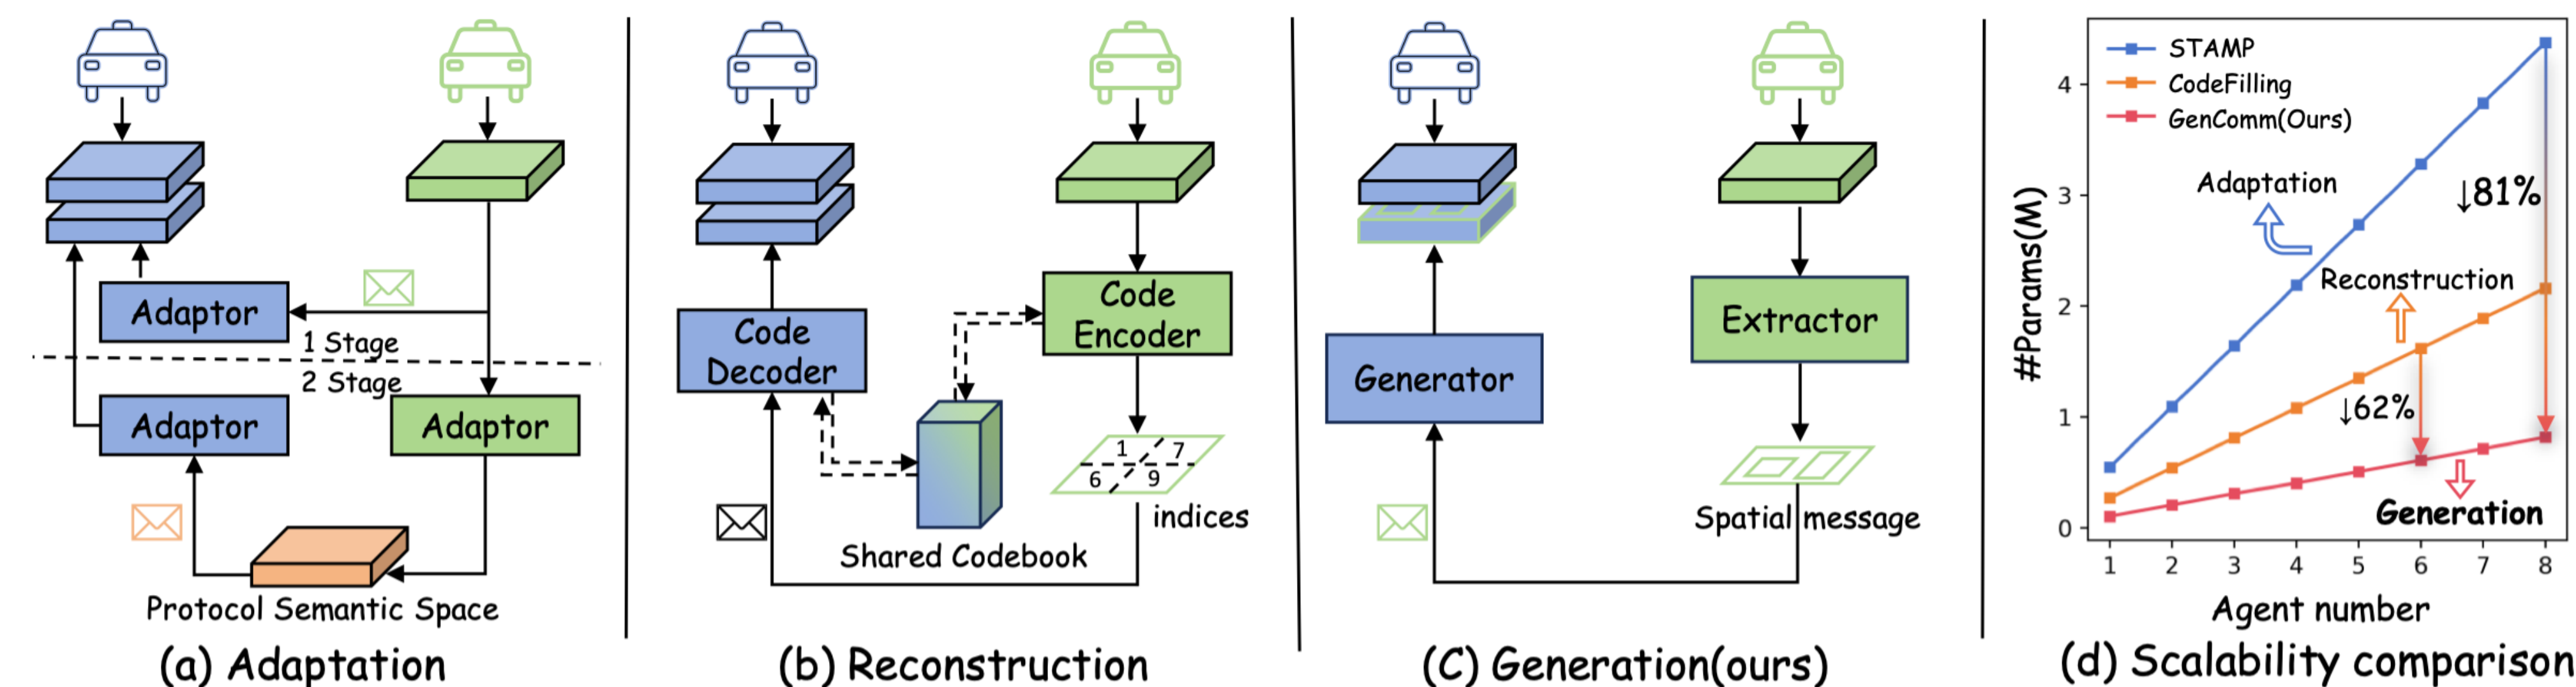 Adaptor
1 Stage
2 Stage
Adaptor
Adaptor
Protocol Semantic Space
(a) Adaptation
Code
Encoder
Code
Decoder
1
7
6
9
indices
Shared Codebook
(b) Reconstruction
Extractor
Generator
Spatial message
(C) Generation(ours)
STAMP
CodeFilling
GenComm(Ours)
Adaptation
Reconstruction
Generation
↓81%
↓62%
#Params(M)
4
3
2
1
0
1 2 3 4 5 6 7 8
Agent number
(d) Scalability comparison